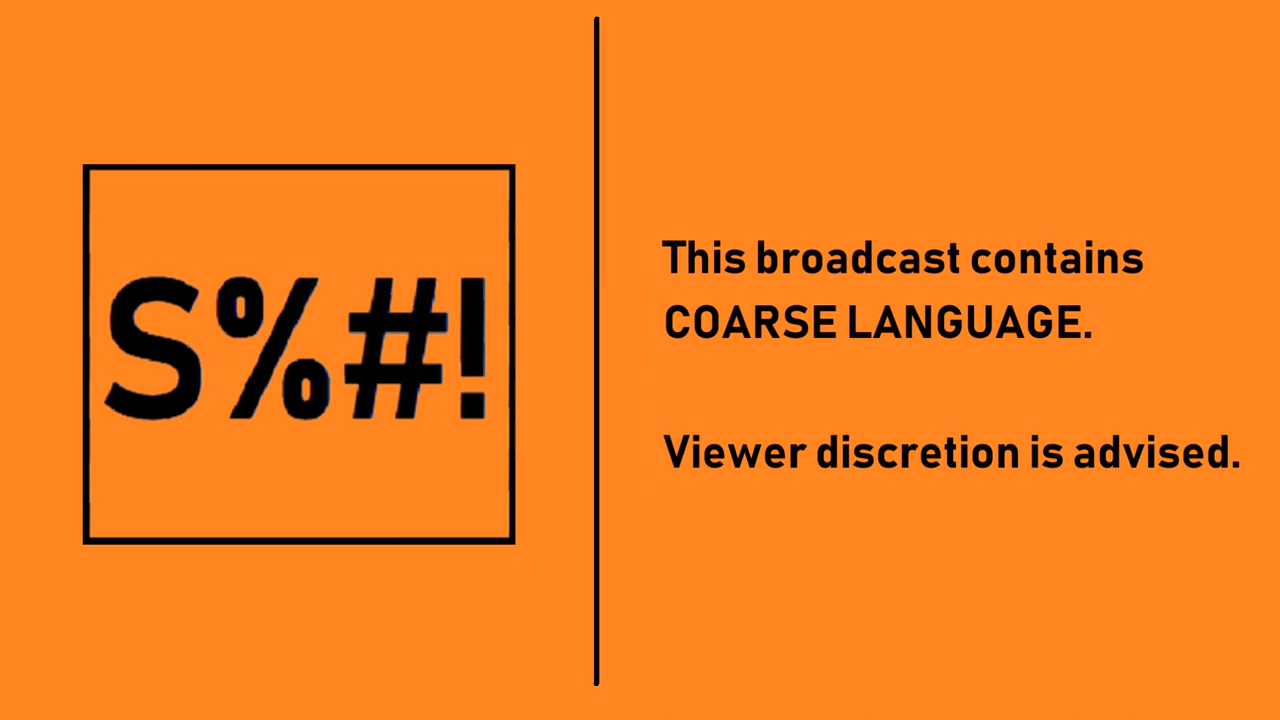 S%#!
This broadcast contains
COARSE LANGUAGE.
Viewer discretion is advised.